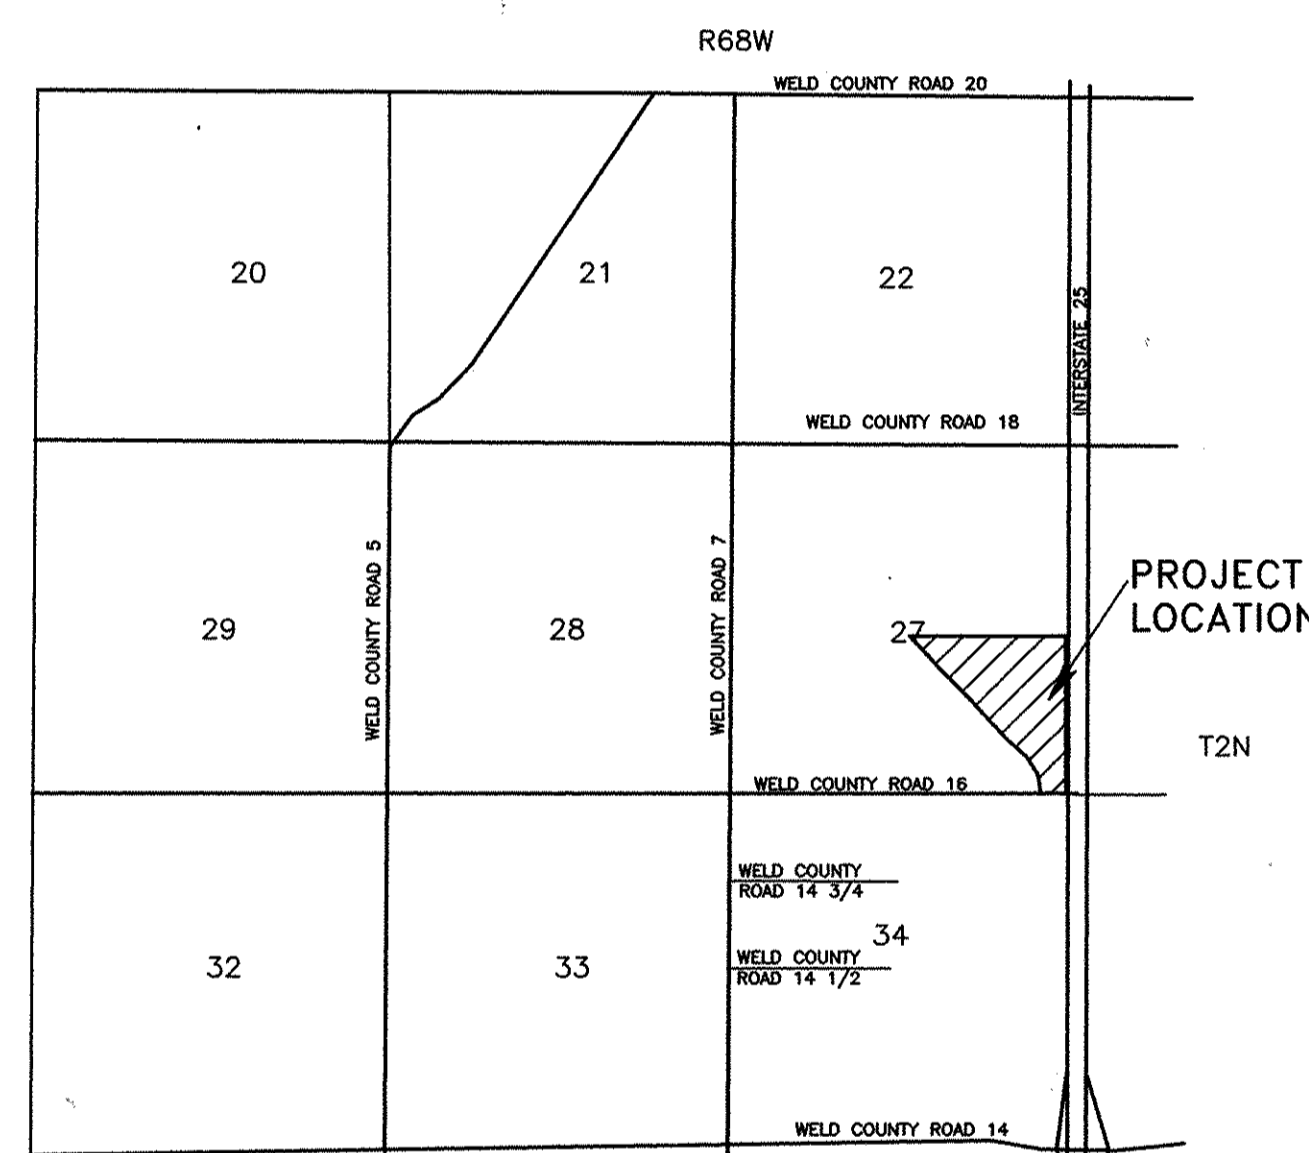 R68W
WELD COUNTY ROAD 20
20
21
22
INTERSTATE 25
WELD COUNTY ROAD 18
WELD COUNTY ROAD 5
WELD COUNTY ROAD 7
PROJECT
LOCATION
29
28
27
T2N
WELD COUNTY ROAD 16
WELD COUNTY
ROAD 14 3/4
34
WELD COUNTY
ROAD 14 1/2
32
33
WELD COUNTY ROAD 14